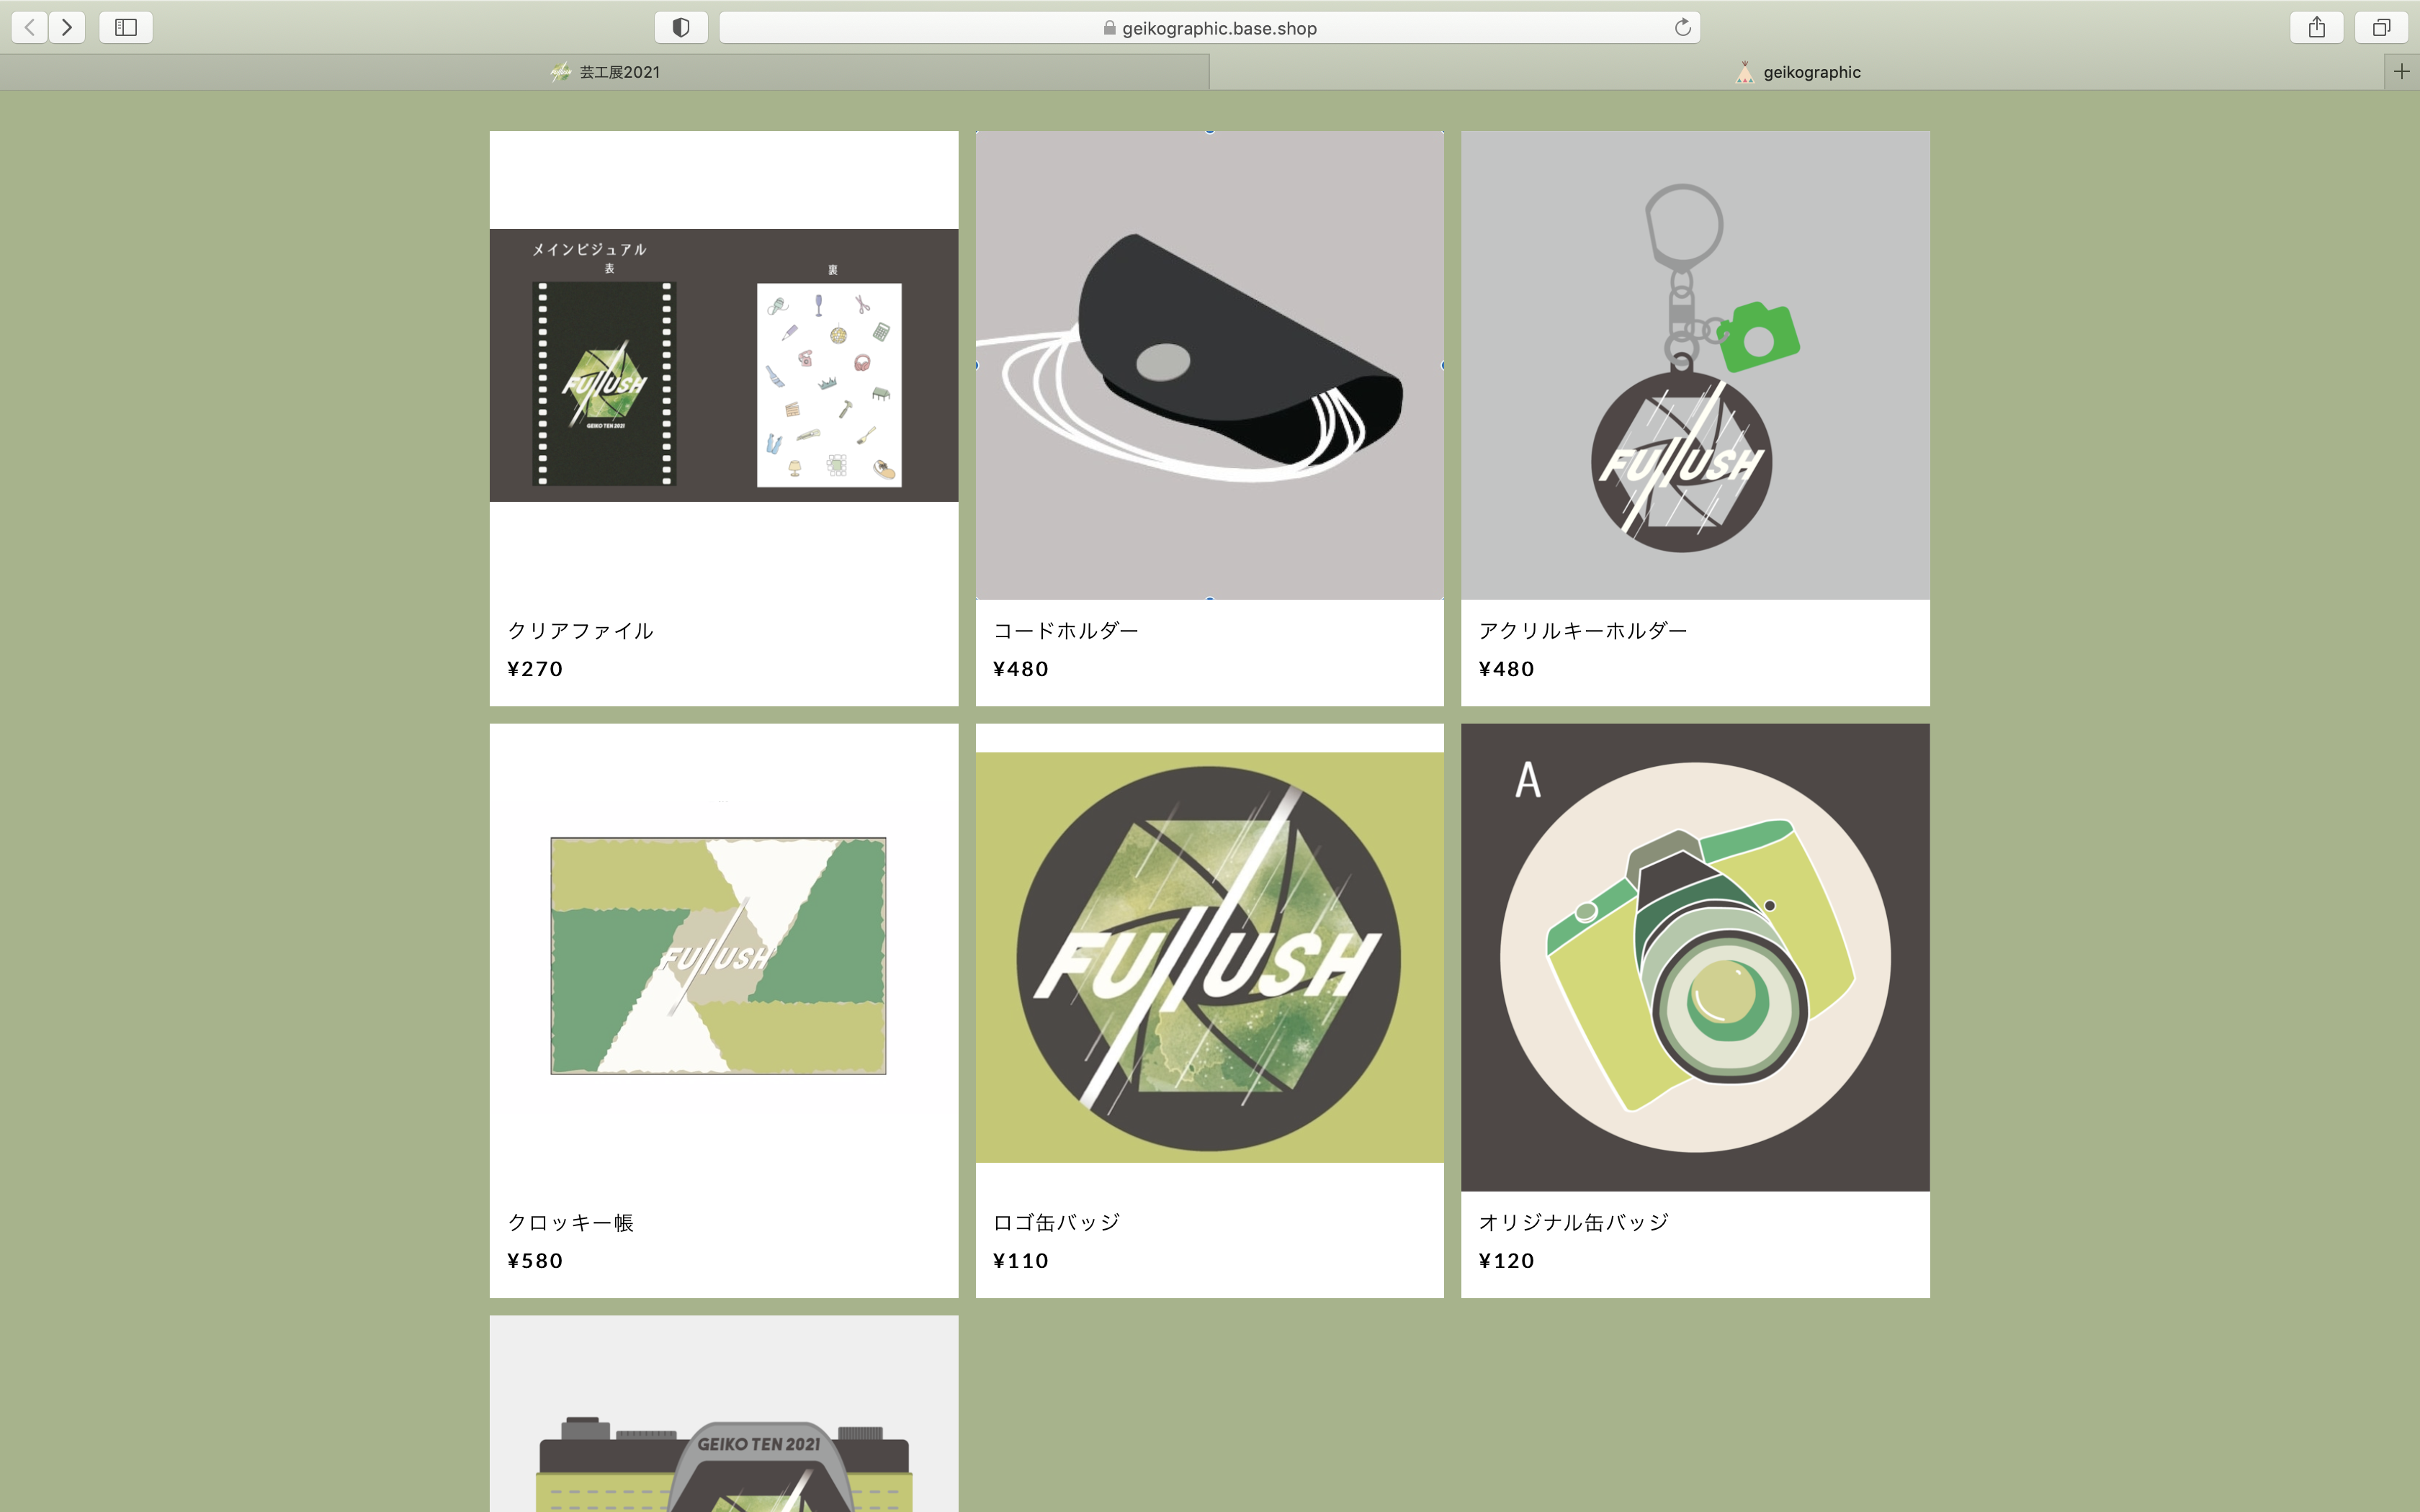 geikographic.base.shop
芸工展2021
geikographic
メインビジュアル
表
裏
FULLUSH
GEIKO TEN 2021
FULLUSH
クリアファイル
¥270
コードホルダー
¥480
アクリルキーホルダー
¥480
FULLUSH
FULLUSH
A
クロッキー帳
¥580
ロゴ缶バッジ
¥110
オリジナル缶バッジ
¥120
GEIKO TEN 2021